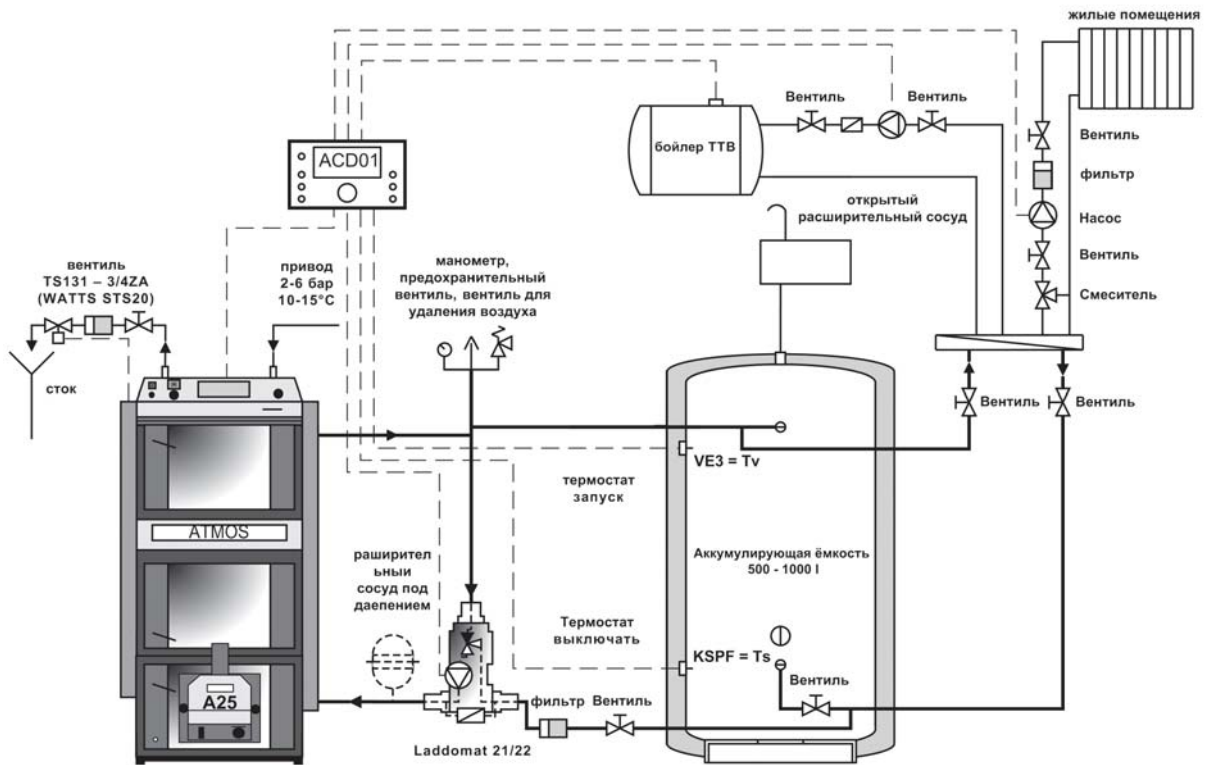 жилые помещения
Вентиль
Вентиль
бойлер ТТВ
Вентиль
фильтр
Насос
Вентиль
Смеситель
ACD01
открытый
расширительный сосуд
вентиль
TS131 – 3/4ZA
(WATTS STS20)
привод
2-6 бар
10-15°C
манометр,
предохранительный
вентиль, вентиль для
удаления воздуха
сток
Вентиль
Вентиль
VE3 = Tv
термостат
запуск
ATMOS
Аккумулирующая ёмкость
500 - 1000 l
раширител
ьный
сосуд под
даепением
Термостат
выключать
KSPF = Ts
Вентиль
A25
фильтр
Вентиль
Laddomat 21/22